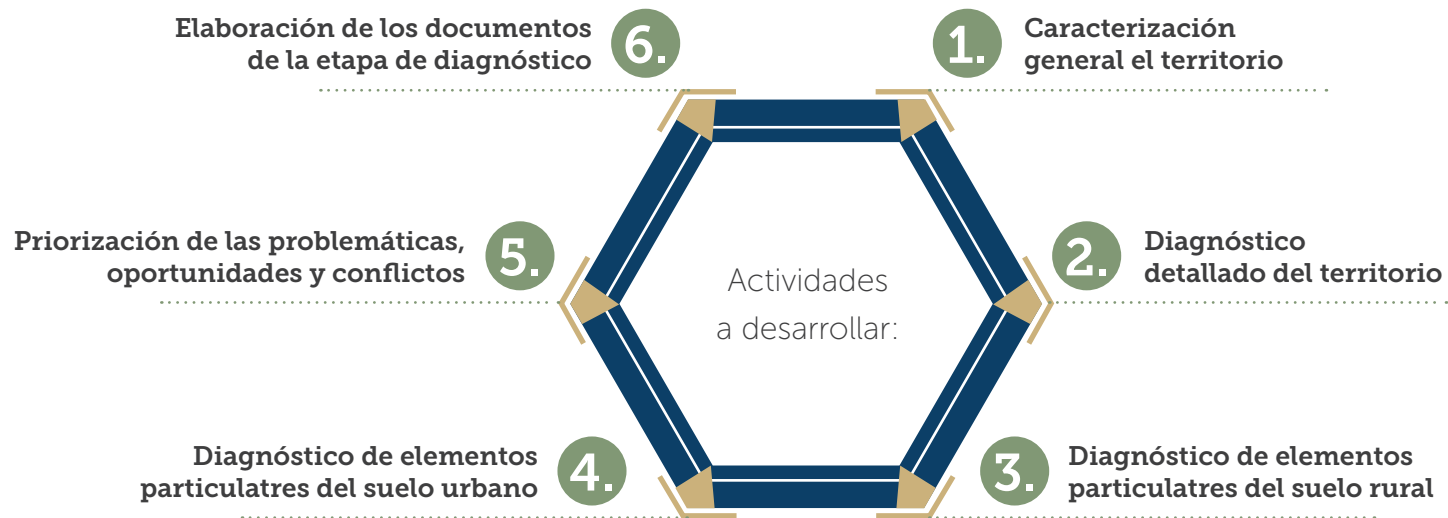 Actividades
a desarrollar:
1.
Caracterización
general el territorio
2.
Diagnóstico
detallado del territorio
3.
Diagnóstico de elementos
particulatres del suelo rural
4.
Diagnóstico de elementos
particulatres del suelo urbano
5.
Priorización de las problemáticas,
oportunidades y conflictos
6.
Elaboración de los documentos
de la etapa de diagnóstico